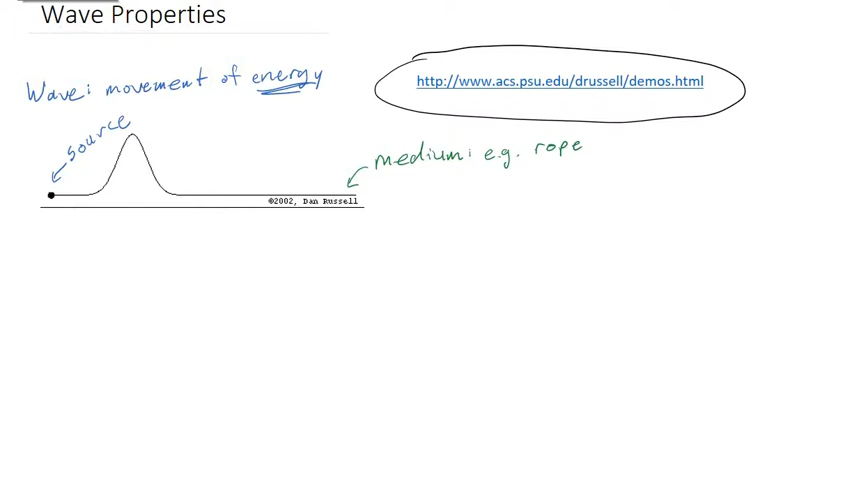 Wave Properties
Wave: movement of energy
http://www.acs.psu.edu/drussell/demos.html
source
medium: e.g. rope
©2002, Dan Russell